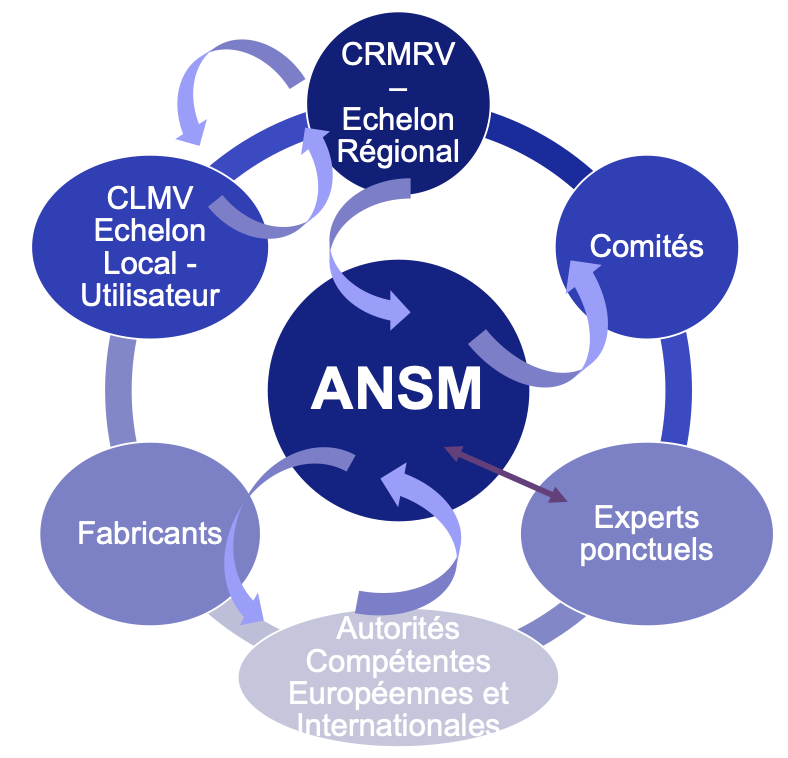 CRMRV
–
Echelon
Régional
CLMV
Echelon
Local -
Utilisateur
Comités
ANSM
Fabricants
Experts
ponctuels
Autorités
Compétentes
Européennes et
Internationales